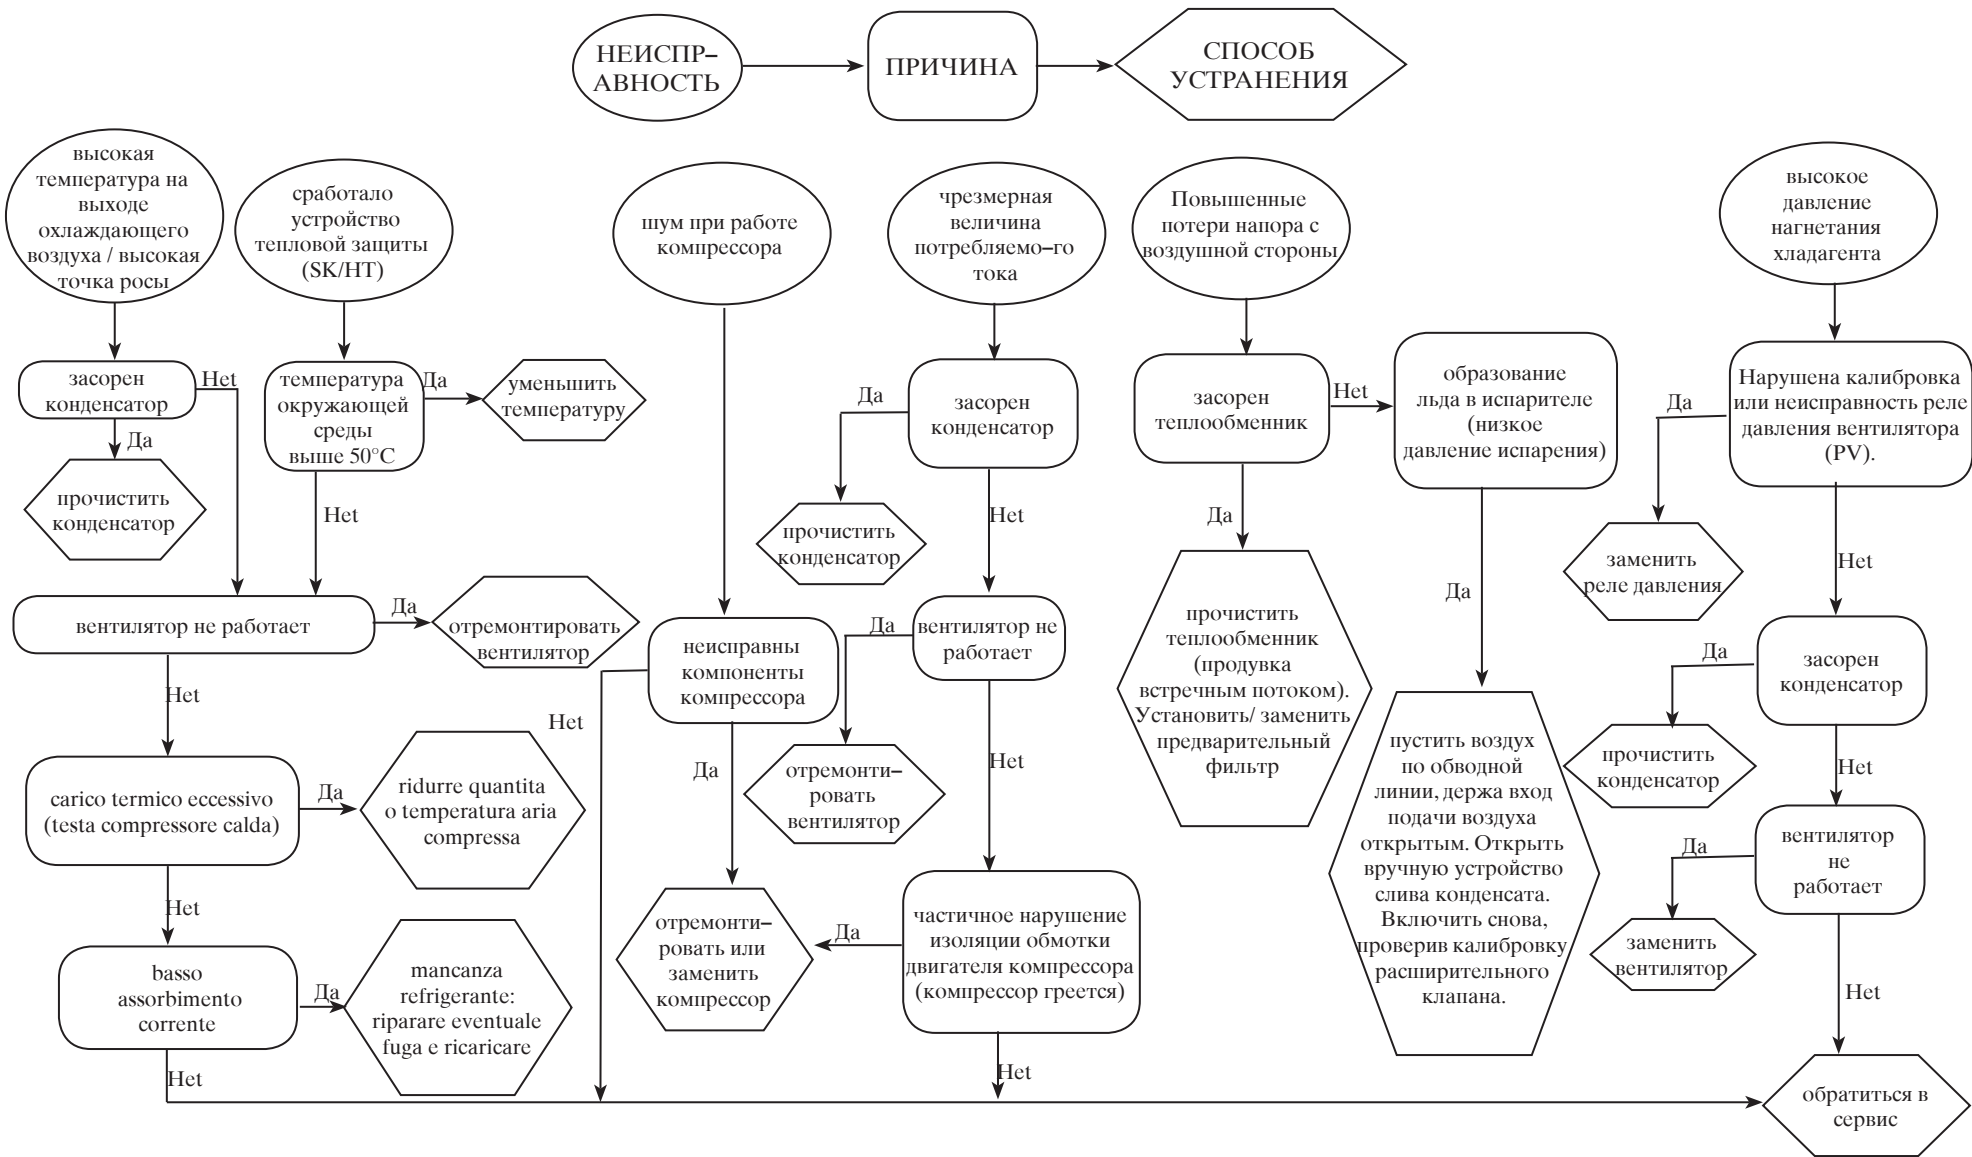 НЕИСПР–
АВНОСТЬ
ПРИЧИНА
СПОСОБ
УСТРАНЕНИЯ
высокая
температура на
выходе
охлаждающего
воздуха / высокая
точка росы
засорен
конденсатор
Нет
Да
прочистить
конденсатор
сработало
устройство
тепловой защиты
(SK/HT)
температура
окружающей
среды
выше 50°C
Да
уменьшить
температуру
Нет
вентилятор не работает
Да
отремонтировать
вентилятор
Нет
carico termico eccessivo
(testa compressore calda)
Да
ridurre quantita
o temperatura aria
compressa
Нет
basso
assorbimento
corrente
Да
mancanza
refrigerante:
riparare eventuale
fuga e ricaricare
Нет
шум при работе
компрессора
неисправны
компоненты
компрессора
Нет
Да
отремонти–
ровать или
заменить
компрессор
чрезмерная
величина
потребляемо–го
тока
засорен
конденсатор
Да
прочистить
конденсатор
Нет
вентилятор не
работает
Да
отремонти–
ровать
вентилятор
Нет
частичное нарушение
изоляции обмотки
двигателя компрессора
(компрессор греется)
Да
Нет
Повышенные
потери напора с
воздушной стороны
засорен
теплообменник
Нет
Да
прочистить
теплообменник
(продувка
встречным потоком).
Установить/ заменить
предварительный
фильтр
образование
льда в испарителе
(низкое
давление испарения)
Да
пустить воздух
по обводной
линии, держа вход
подачи воздуха
открытым. Открыть
вручную устройство
слива конденсата.
Включить снова,
проверив калибровку
расширительного
клапана.
высокое
давление
нагнетания
хладагента
Нарушена калибровка
или неисправность реле
давления вентилятора
(PV).
Да
заменить
реле давления
Нет
засорен
конденсатор
Да
прочистить
конденсатор
Нет
вентилятор
не
работает
Да
заменить
вентилятор
Нет
обратиться в
сервис